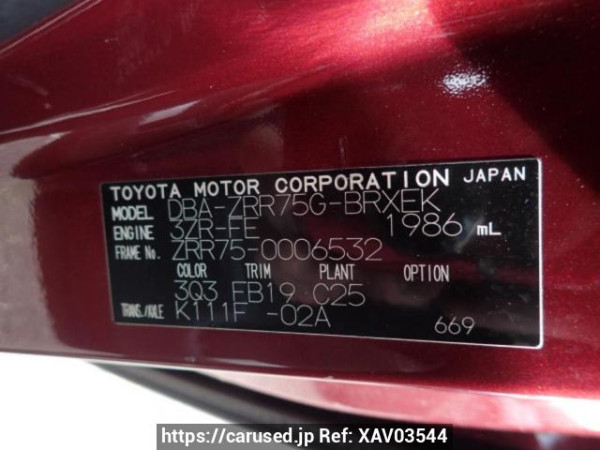 TOYOTA MOTOR CORPORATION JAPAN
MODEL DBA-ZRR75G-BRXEK
ENGINE 3ZR-FE 1986 mL
FRAME No. ZRR75-0006532
COLOR TRIM PLANT OPTION
3Q3 FB19 C25
TRANS./AXLE K111F -02A
669
https://carused.jp Ref: XAV03544